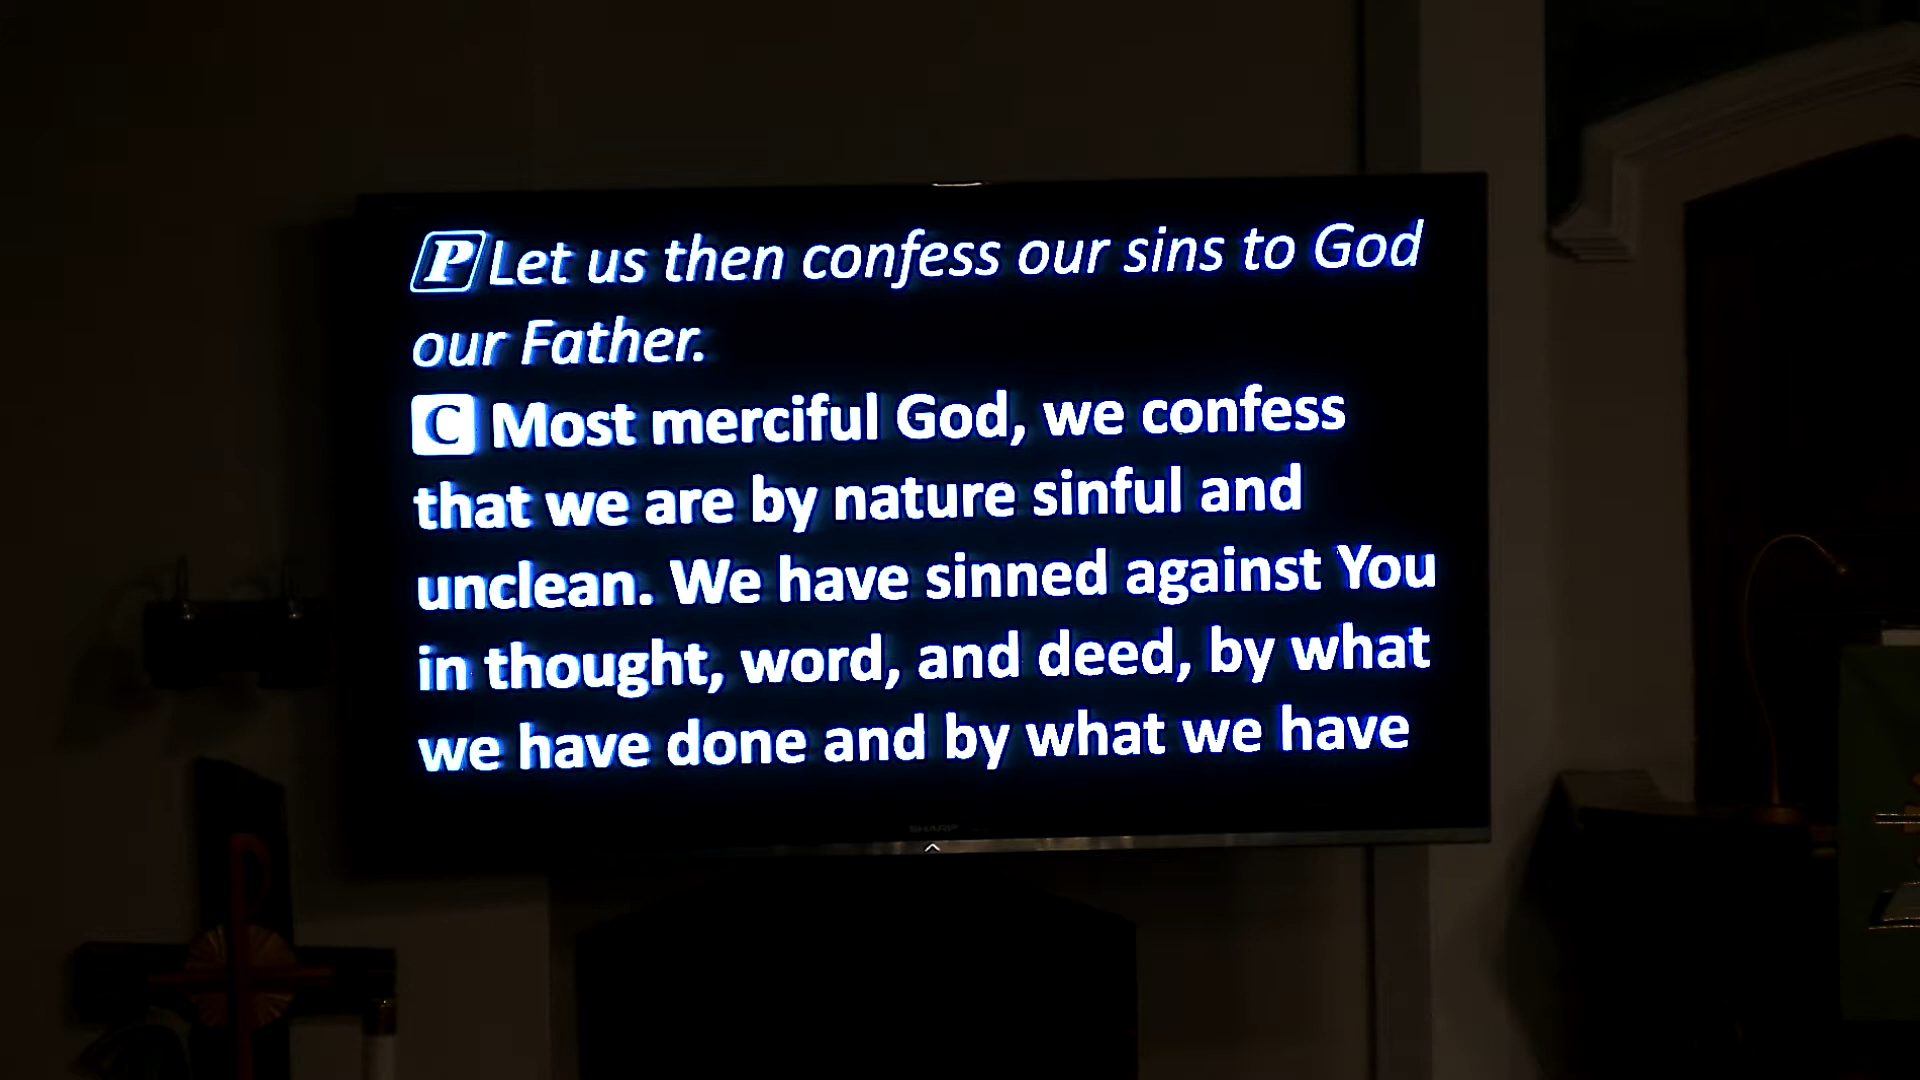 P Let us then confess our sins to God
our Father.
C Most merciful God, we confess
that we are by nature sinful and
unclean. We have sinned against You
in thought, word, and deed, by what
we have done and by what we have
SHARP